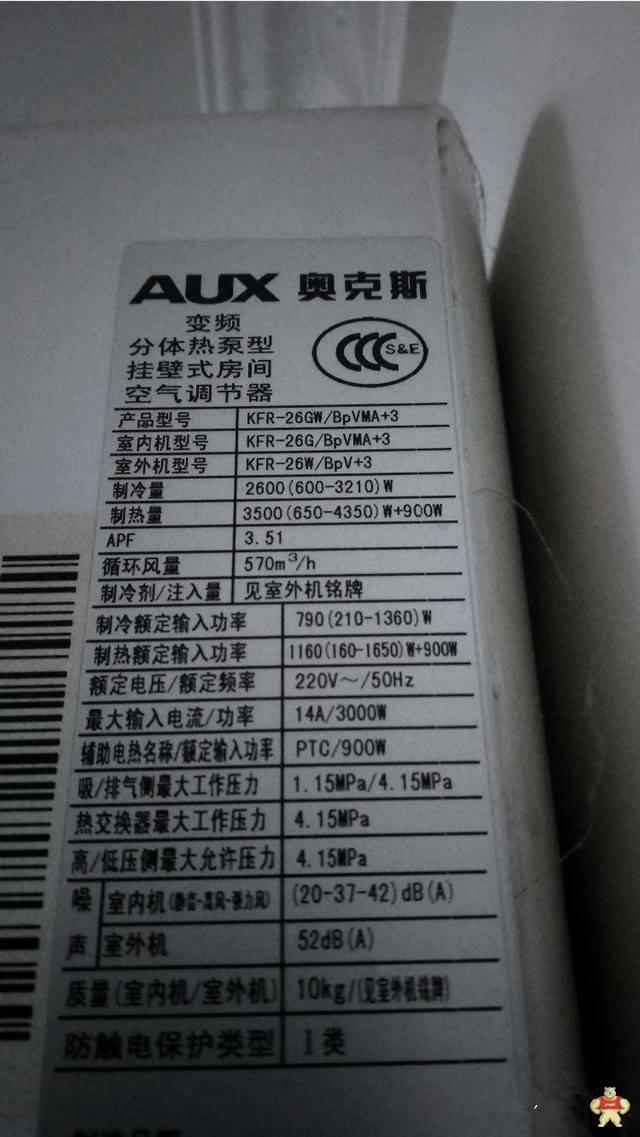 AUX 奥克斯
变频
分体热泵型
挂壁式房间
空气调节器
CCC S&E
产品型号 KFR-26GW/BpVMA+3
室内机型号 KFR-26G/BpVMA+3
室外机型号 KFR-26W/BpV+3
制冷量 2600(600-3210)W
制热量 3500(650-4350)W+900W
APF 3.51
循环风量 570m³/h
制冷剂/注入量 见室外机铭牌
制冷额定输入功率 790(210-1360)W
制热额定输入功率 1160(160-1650)W+900W
额定电压/额定频率 220V～/50Hz
最大输入电流/功率 14A/3000W
辅助电热名称/额定输入功率 PTC/900W
吸/排气侧最大工作压力 1.15MPa/4.15MPa
热交换器最大工作压力 4.15MPa
高/低压侧最大允许压力 4.15MPa
噪声 室内机(静音-高风-强力风) (20-37-42)dB(A)
室外机 52dB(A)
质量(室内机/室外机) 10kg/(见室外机铭牌)
防触电保护类型 I类